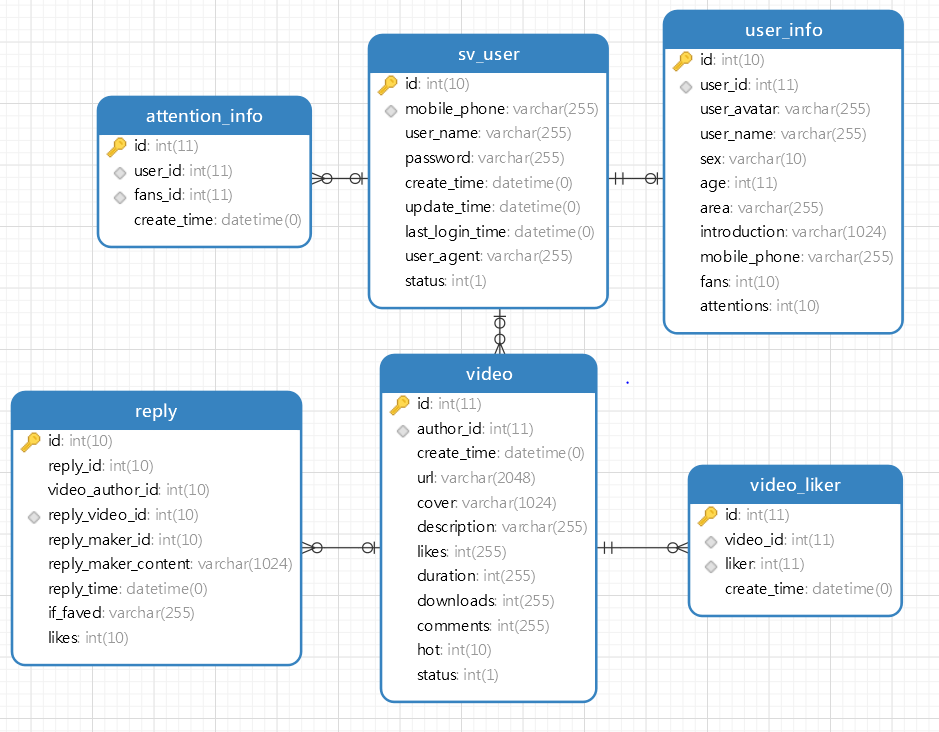 attention_info
id: int(11)
user_id: int(11)
fans_id: int(11)
create_time: datetime(0)
sv_user
id: int(10)
mobile_phone: varchar(255)
user_name: varchar(255)
password: varchar(255)
create_time: datetime(0)
update_time: datetime(0)
last_login_time: datetime(0)
user_agent: varchar(255)
status: int(1)
user_info
id: int(10)
user_id: int(11)
user_avatar: varchar(255)
user_name: varchar(255)
sex: varchar(10)
age: int(11)
area: varchar(255)
introduction: varchar(1024)
mobile_phone: varchar(255)
fans: int(10)
attentions: int(10)
reply
id: int(10)
reply_id: int(10)
video_author_id: int(10)
reply_video_id: int(10)
reply_maker_id: int(10)
reply_maker_content: varchar(1024)
reply_time: datetime(0)
if_faved: varchar(255)
likes: int(10)
video
id: int(11)
author_id: int(11)
create_time: datetime(0)
url: varchar(2048)
cover: varchar(1024)
description: varchar(255)
likes: int(255)
duration: int(255)
downloads: int(255)
comments: int(255)
hot: int(10)
status: int(1)
video_liker
id: int(11)
video_id: int(11)
liker: int(11)
create_time: datetime(0)